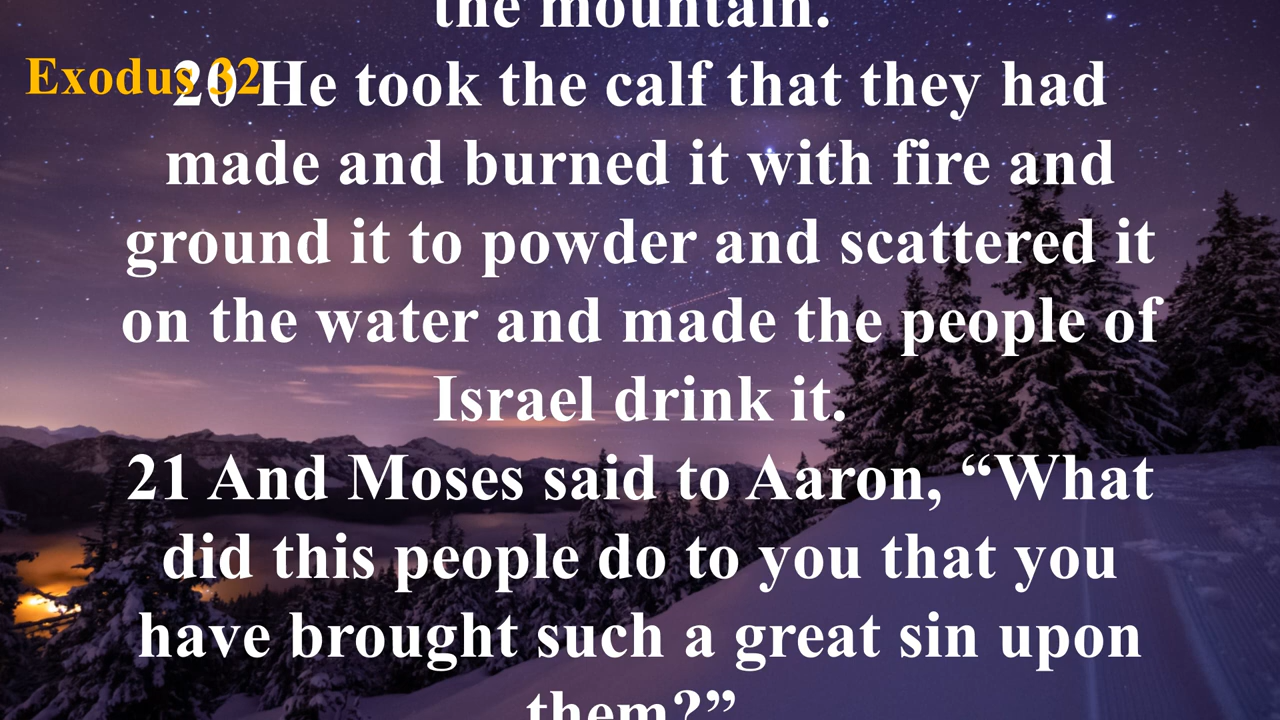 the mountain.
Exodus 32
20 He took the calf that they had
made and burned it with fire and
ground it to powder and scattered it
on the water and made the people of
Israel drink it.
21 And Moses said to Aaron, “What
did this people do to you that you
have brought such a great sin upon
them?”